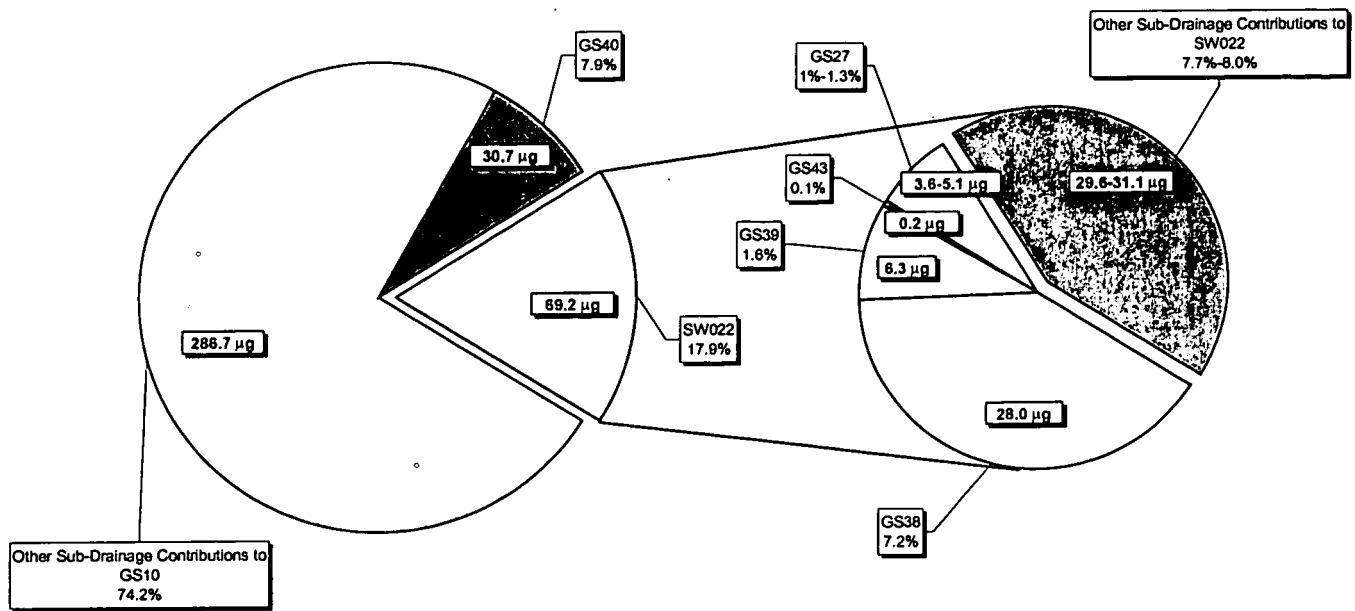 GS40
7.9%
30.7 µg
Other Sub-Drainage Contributions to
SW022
7.7%-8.0%
GS27
1%-1.3%
GS43
0.1%
3.6-5.1 µg
29.6-31.1 µg
0.2 µg
GS39
1.6%
6.3 µg
69.2 µg
SW022
17.9%
286.7 µg
28.0 µg
GS38
7.2%
Other Sub-Drainage Contributions to
GS10
74.2%